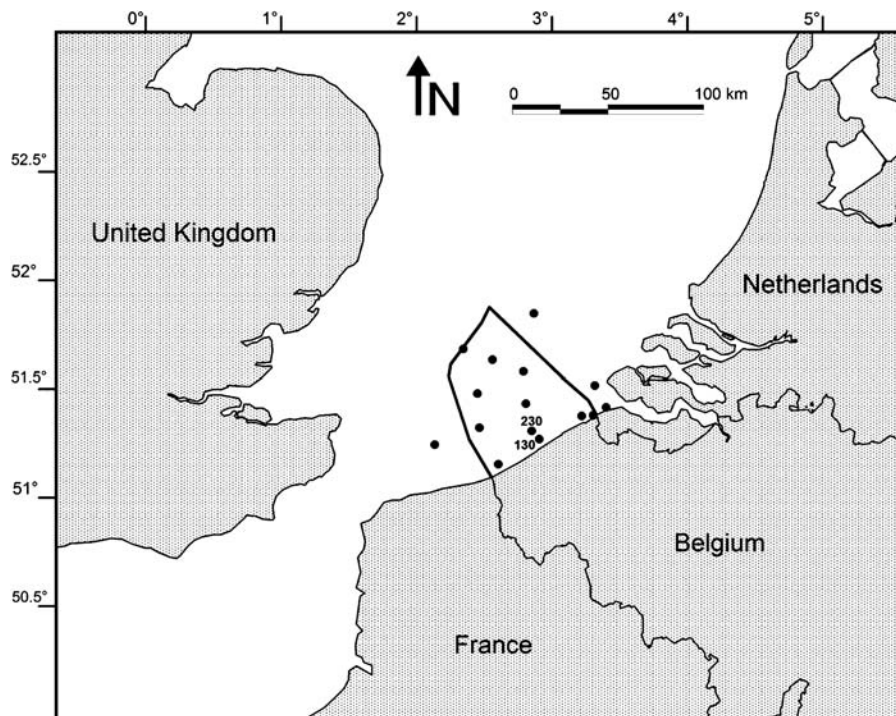 0° 1° 2° 3° 4° 5°
N
0 50 100 km
52.5°
United Kingdom
52°
Netherlands
51.5°
230
130
51°
Belgium
50.5°
France